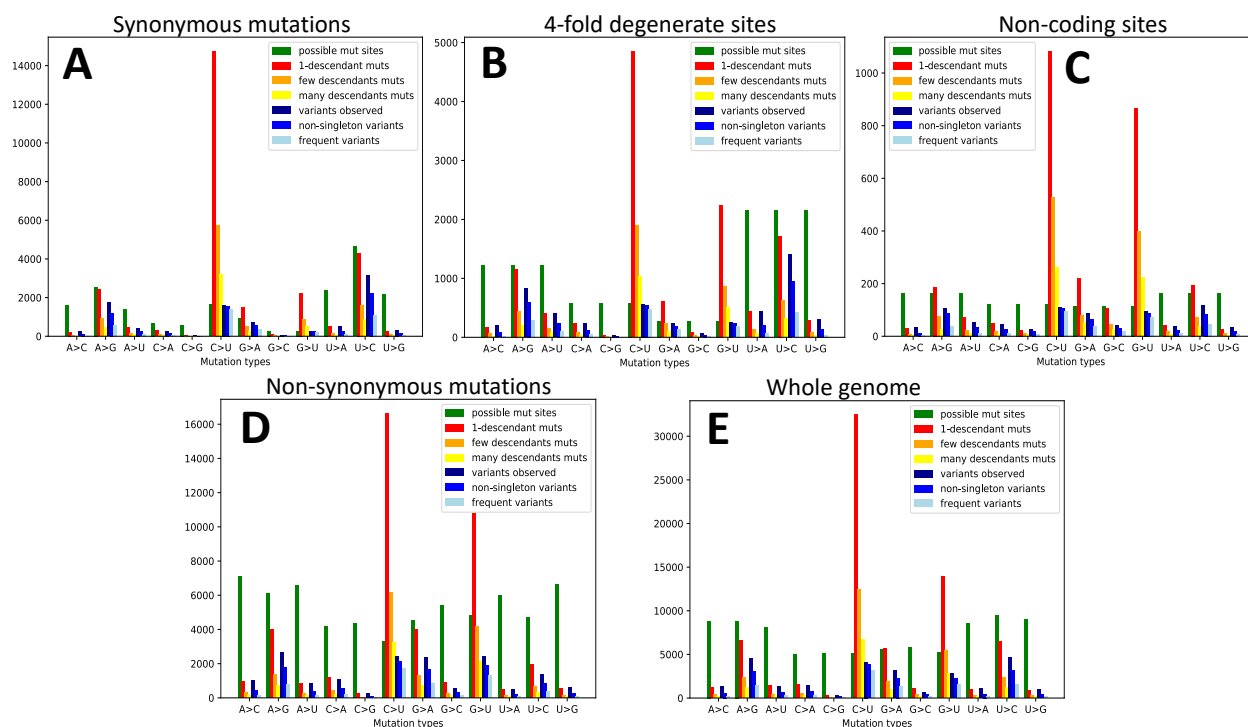 Synonymous mutations
A
14000
12000
10000
8000
6000
4000
2000
0
possible mut sites
1-descendant muts
few descendants muts
many descendants muts
variants observed
non-singleton variants
frequent variants
A>C A>G A>U C>A C>G C>U G>A G>C G>U U>A U>C U>G
Mutation types
4-fold degenerate sites
B
5000
4000
3000
2000
1000
0
possible mut sites
1-descendant muts
few descendants muts
many descendants muts
variants observed
non-singleton variants
frequent variants
A>C A>G A>U C>A C>G C>U G>A G>C G>U U>A U>C U>G
Mutation types
Non-coding sites
C
1000
800
600
400
200
0
possible mut sites
1-descendant muts
few descendants muts
many descendants muts
variants observed
non-singleton variants
frequent variants
A>C A>G A>U C>A C>G C>U G>A G>C G>U U>A U>C U>G
Mutation types
Non-synonymous mutations
D
16000
14000
12000
10000
8000
6000
4000
2000
0
possible mut sites
1-descendant muts
few descendants muts
many descendants muts
variants observed
non-singleton variants
frequent variants
A>C A>G A>U C>A C>G C>U G>A G>C G>U U>A U>C U>G
Mutation types
Whole genome
E
30000
25000
20000
15000
10000
5000
0
possible mut sites
1-descendant muts
few descendants muts
many descendants muts
variants observed
non-singleton variants
frequent variants
A>C A>G A>U C>A C>G C>U G>A G>C G>U U>A U>C U>G
Mutation types